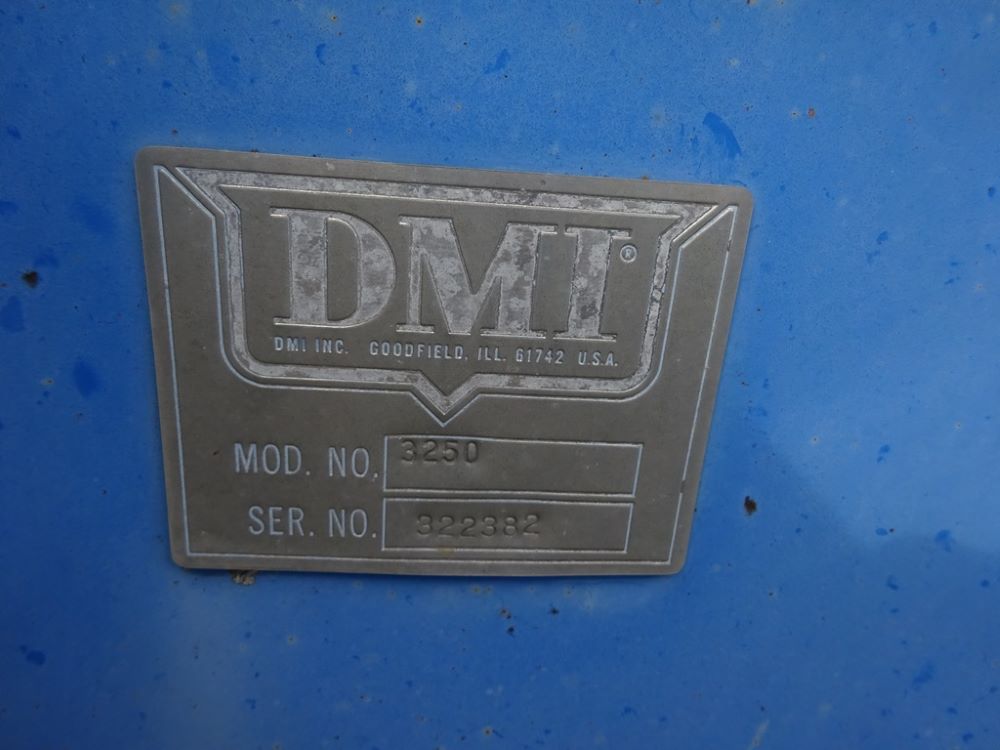 DMI®
DMI INC. GOODFIELD, ILL. 61742 U.S.A.
MOD. NO. 3250
SER. NO. 322382